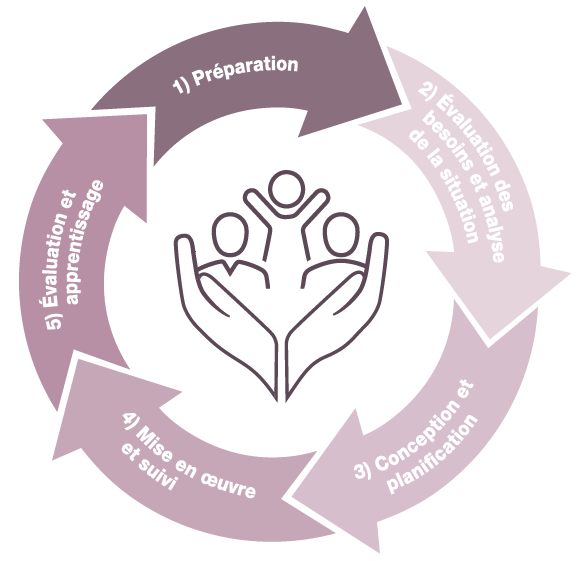 1) Préparation
2) Évaluation des
besoins et analyse
de la situation
3) Conception et
planification
4) Mise en œuvre
et suivi
5) Évaluation et
apprentissage